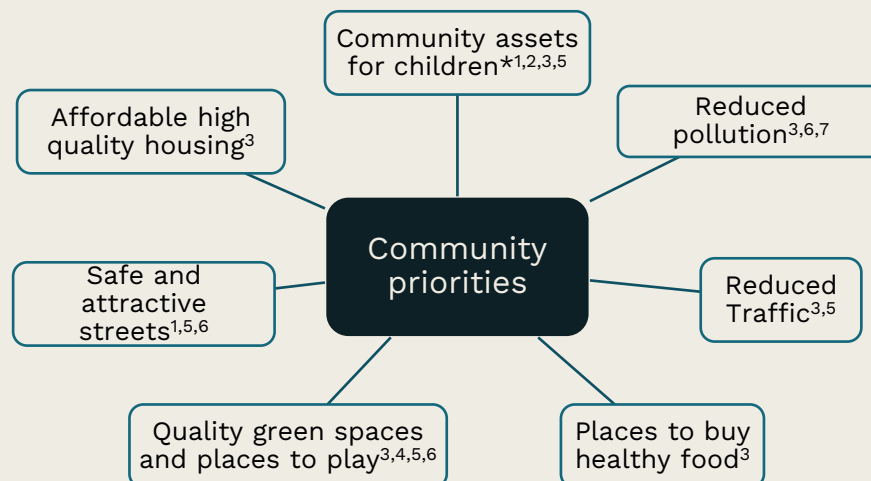 Community assets
for children*1,2,3,5
Affordable high
quality housing3
Reduced
pollution3,6,7
Community
priorities
Safe and
attractive
streets1,5,6
Reduced
Traffic3,5
Quality green spaces
and places to play3,4,5,6
Places to buy
healthy food3